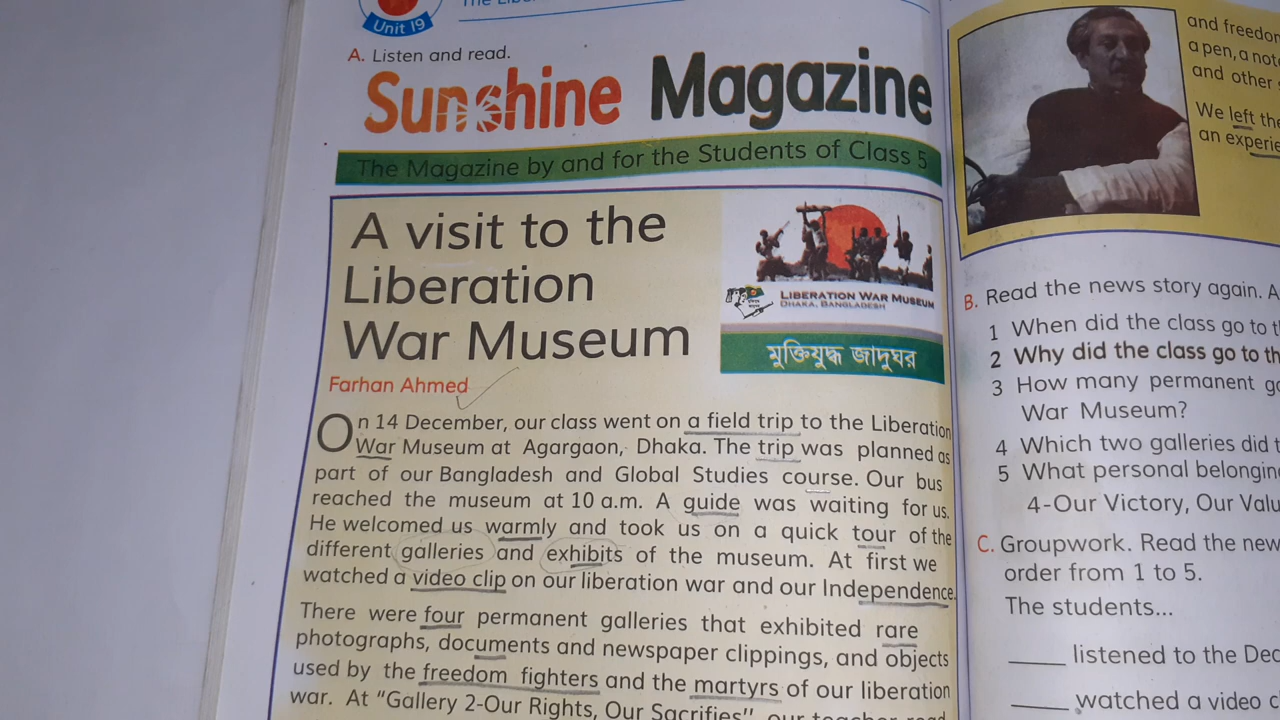 Unit 19
A. Listen and read.
Sunshine Magazine
The Magazine by and for the Students of Class 5
A visit to the
Liberation
War Museum
LIBERATION WAR MUSEUM
DHAKA, BANGLADESH
মুক্তিযুদ্ধ জাদুঘর
Farhan Ahmed
On 14 December, our class went on a field trip to the Liberation
War Museum at Agargaon, Dhaka. The trip was planned as
part of our Bangladesh and Global Studies course. Our bus
reached the museum at 10 a.m. A guide was waiting for us.
He welcomed us warmly and took us on a quick tour of the
different galleries and exhibits of the museum. At first we
watched a video clip on our liberation war and our Independence.
There were four permanent galleries that exhibited rare
photographs, documents and newspaper clippings, and objects
used by the freedom fighters and the martyrs of our liberation
war. At "Gallery 2-Our Rights, Our Sacrifies", our teacher read
and freedom
a pen, a not
and other
We left the
an experie
B. Read the news story again. A
1 When did the class go to t
2 Why did the class go to th
3 How many permanent ga
War Museum?
4 Which two galleries did t
5 What personal belonging
4-Our Victory, Our Valu
C. Groupwork. Read the new
order from 1 to 5.
The students...
_____ listened to the Dec
_____ watched a video c